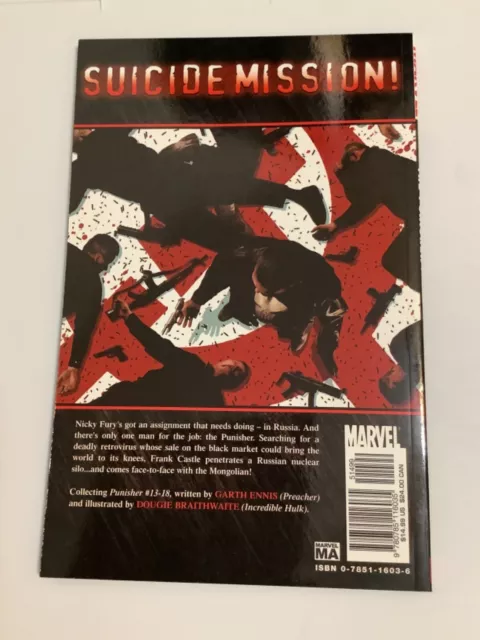 SUICIDE MISSION!
Nicky Fury's got an assignment that needs doing – in Russia. And
there's only one man for the job: the Punisher. Searching for a
deadly retrovirus whose sale on the black market could bring the
world to its knees, Frank Castle penetrates a Russian nuclear
silo...and comes face-to-face with the Mongolian!
Collecting Punisher #13-18, written by GARTH ENNIS (Preacher)
and illustrated by DOUGIE BRAITHWAITE (Incredible Hulk).
MARVEL
51499
9 780785 116035
$14.99 US $24.00 CAN
MARVEL
MA
ISBN 0-7851-1603-6